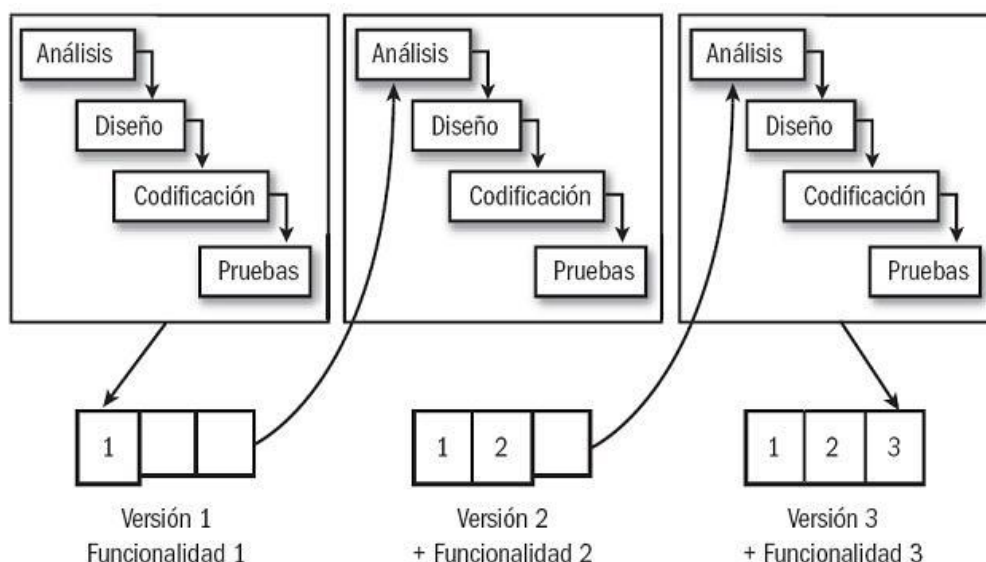 Análisis
Diseño
Codificación
Pruebas
Análisis
Diseño
Codificación
Pruebas
Análisis
Diseño
Codificación
Pruebas
1
1 2
1 2 3
Versión 1
Funcionalidad 1
Versión 2
+ Funcionalidad 2
Versión 3
+ Funcionalidad 3